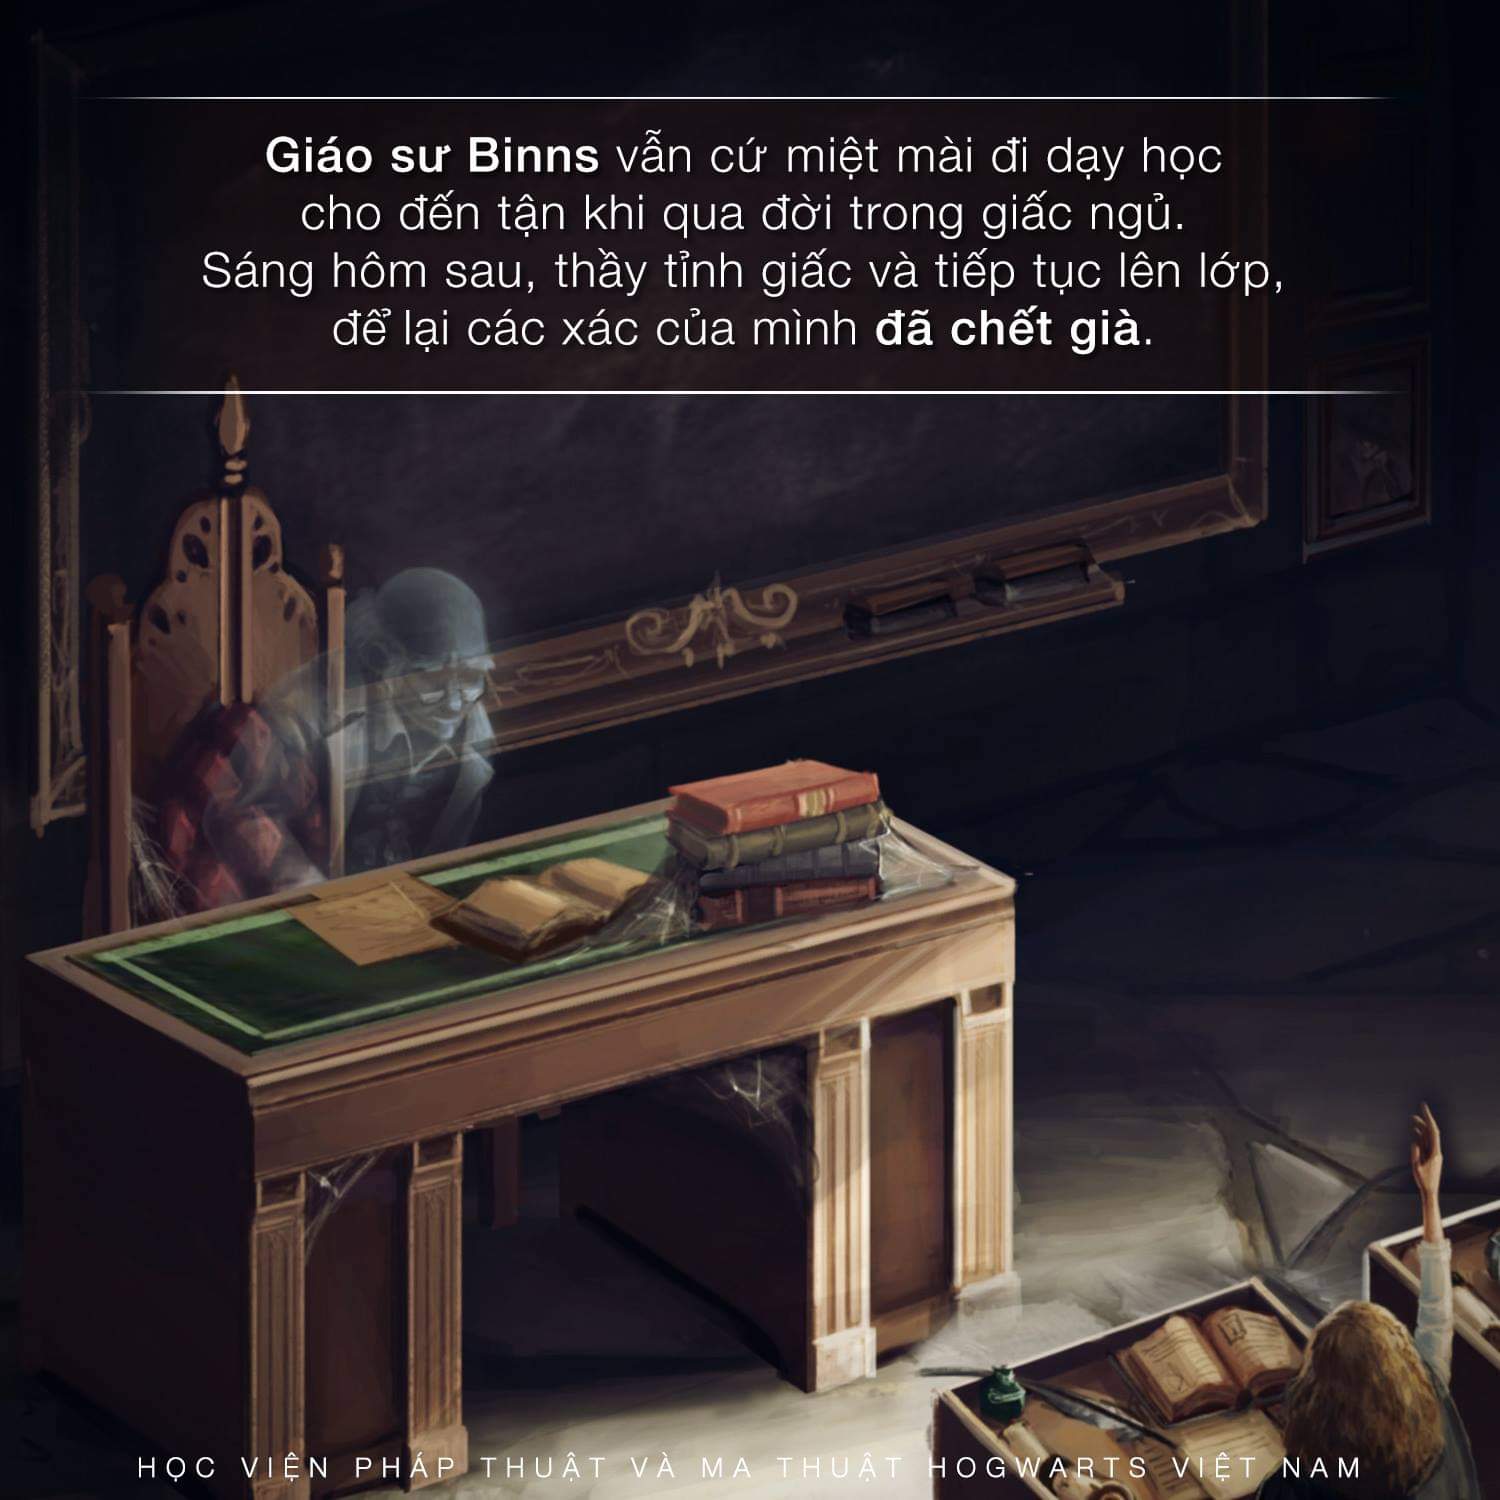 Giáo sư Binns vẫn cứ miệt mài đi dạy học
cho đến tận khi qua đời trong giấc ngủ.
Sáng hôm sau, thầy tỉnh giấc và tiếp tục lên lớp,
để lại các xác của mình đã chết già.
HỌC VIỆN PHÁP THUẬT VÀ MA THUẬT HOGWARTS VIỆT NAM